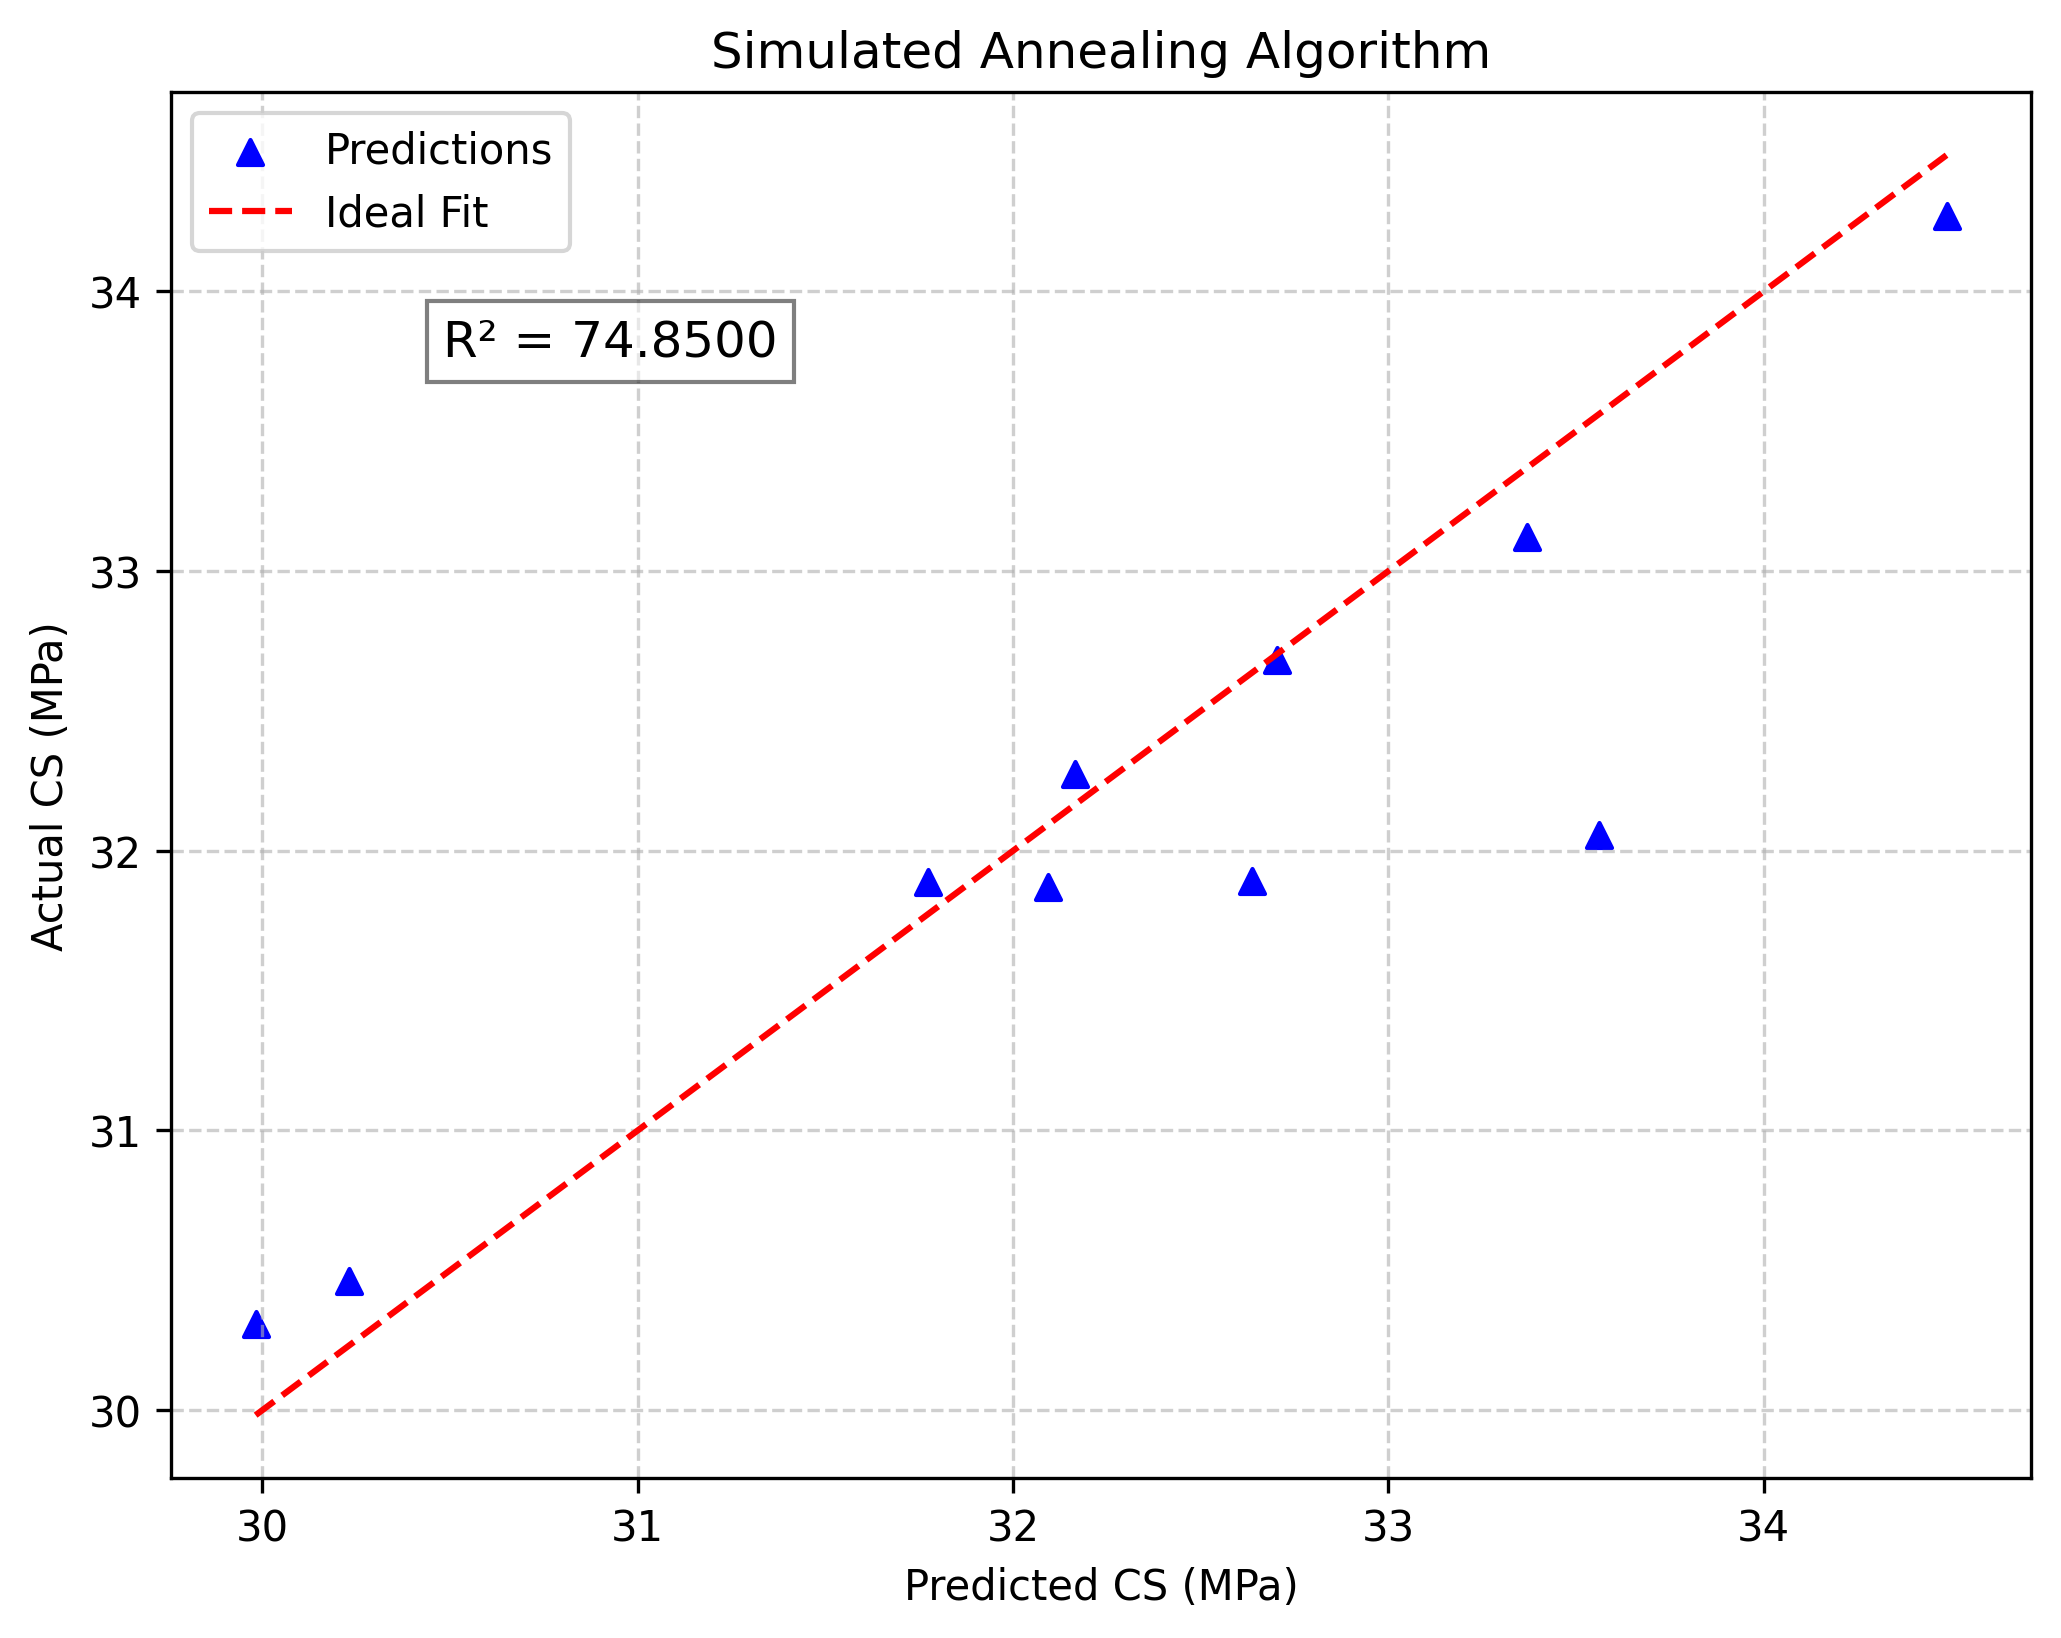 Simulated Annealing Algorithm
Predictions
Ideal Fit
R² = 74.8500
34
33
32
31
30
Actual CS (MPa)
30
31
32
33
34
Predicted CS (MPa)